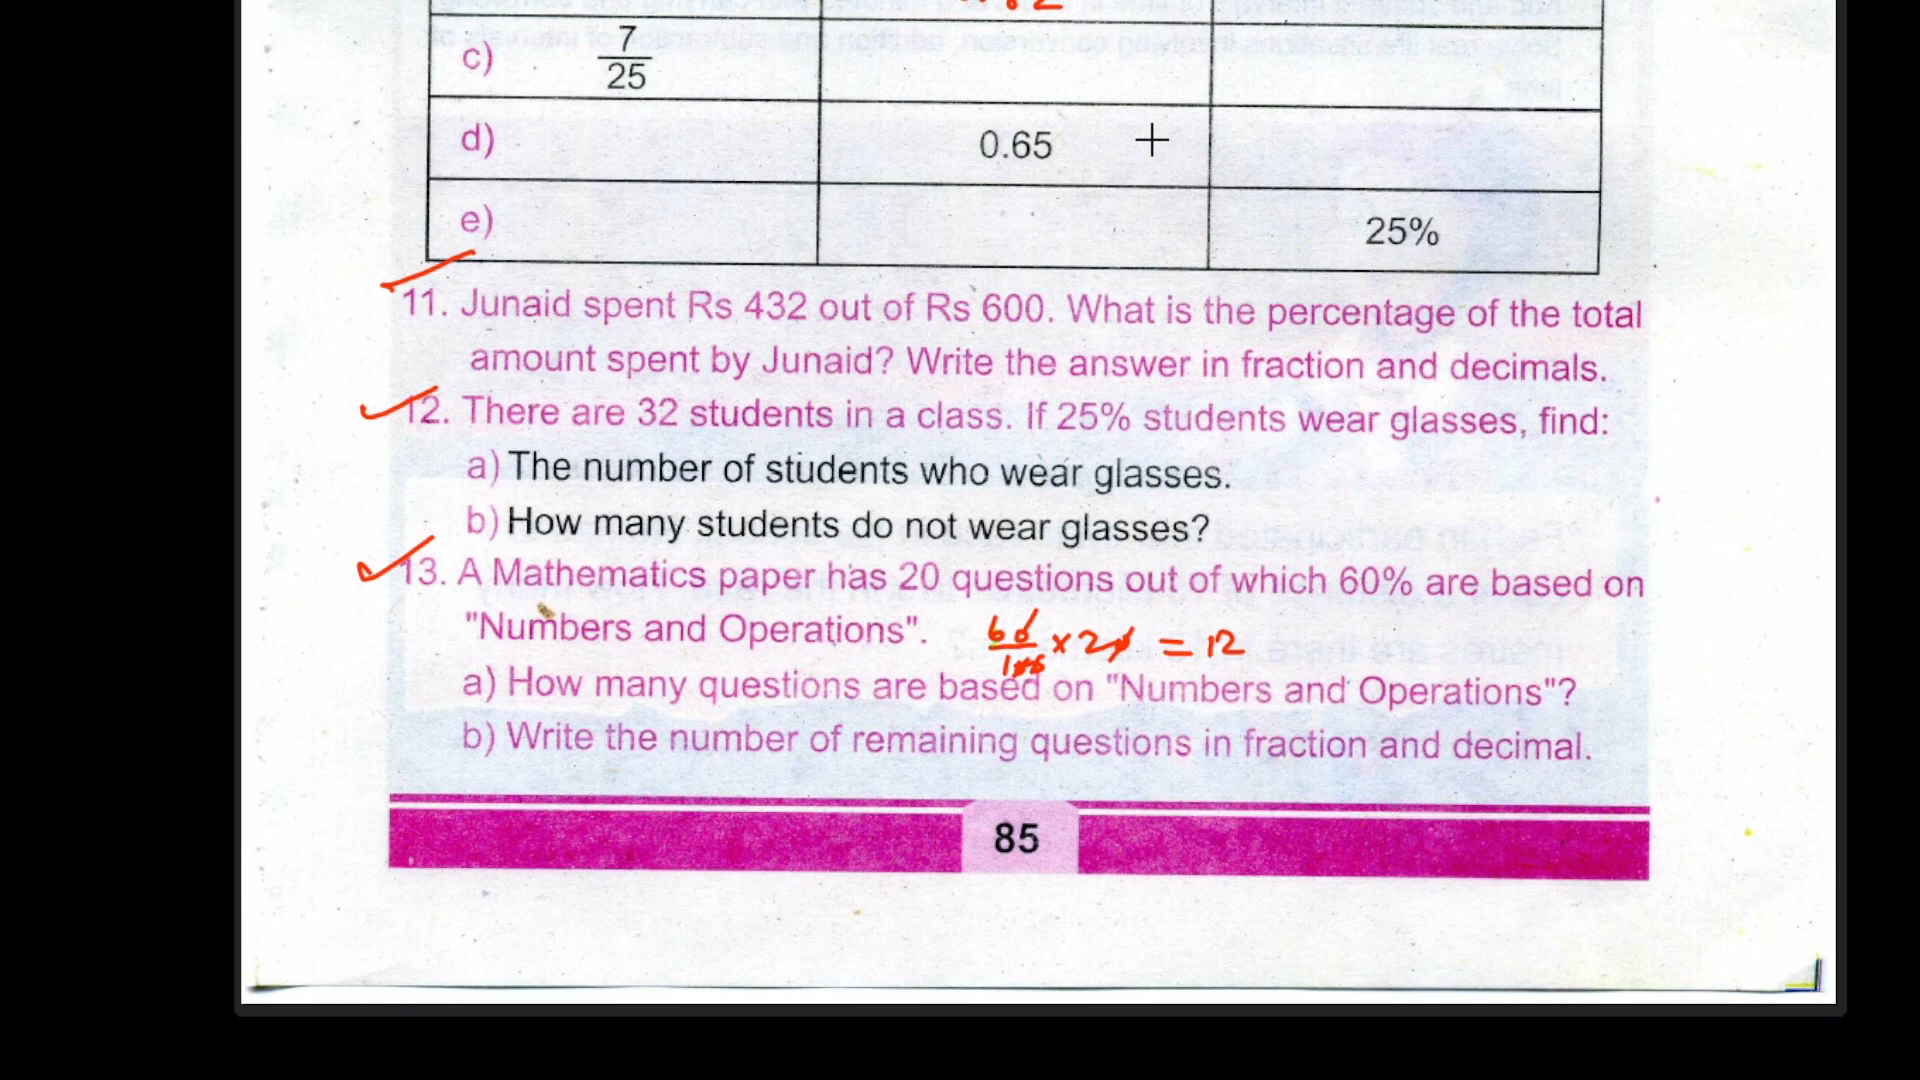 c) 7/25
d) 0.65
e) 25%
11. Junaid spent Rs 432 out of Rs 600. What is the percentage of the total
amount spent by Junaid? Write the answer in fraction and decimals.
12. There are 32 students in a class. If 25% students wear glasses, find:
a) The number of students who wear glasses.
b) How many students do not wear glasses?
13. A Mathematics paper has 20 questions out of which 60% are based on
"Numbers and Operations".
60/100 × 20 = 12
a) How many questions are based on "Numbers and Operations"?
b) Write the number of remaining questions in fraction and decimal.
85